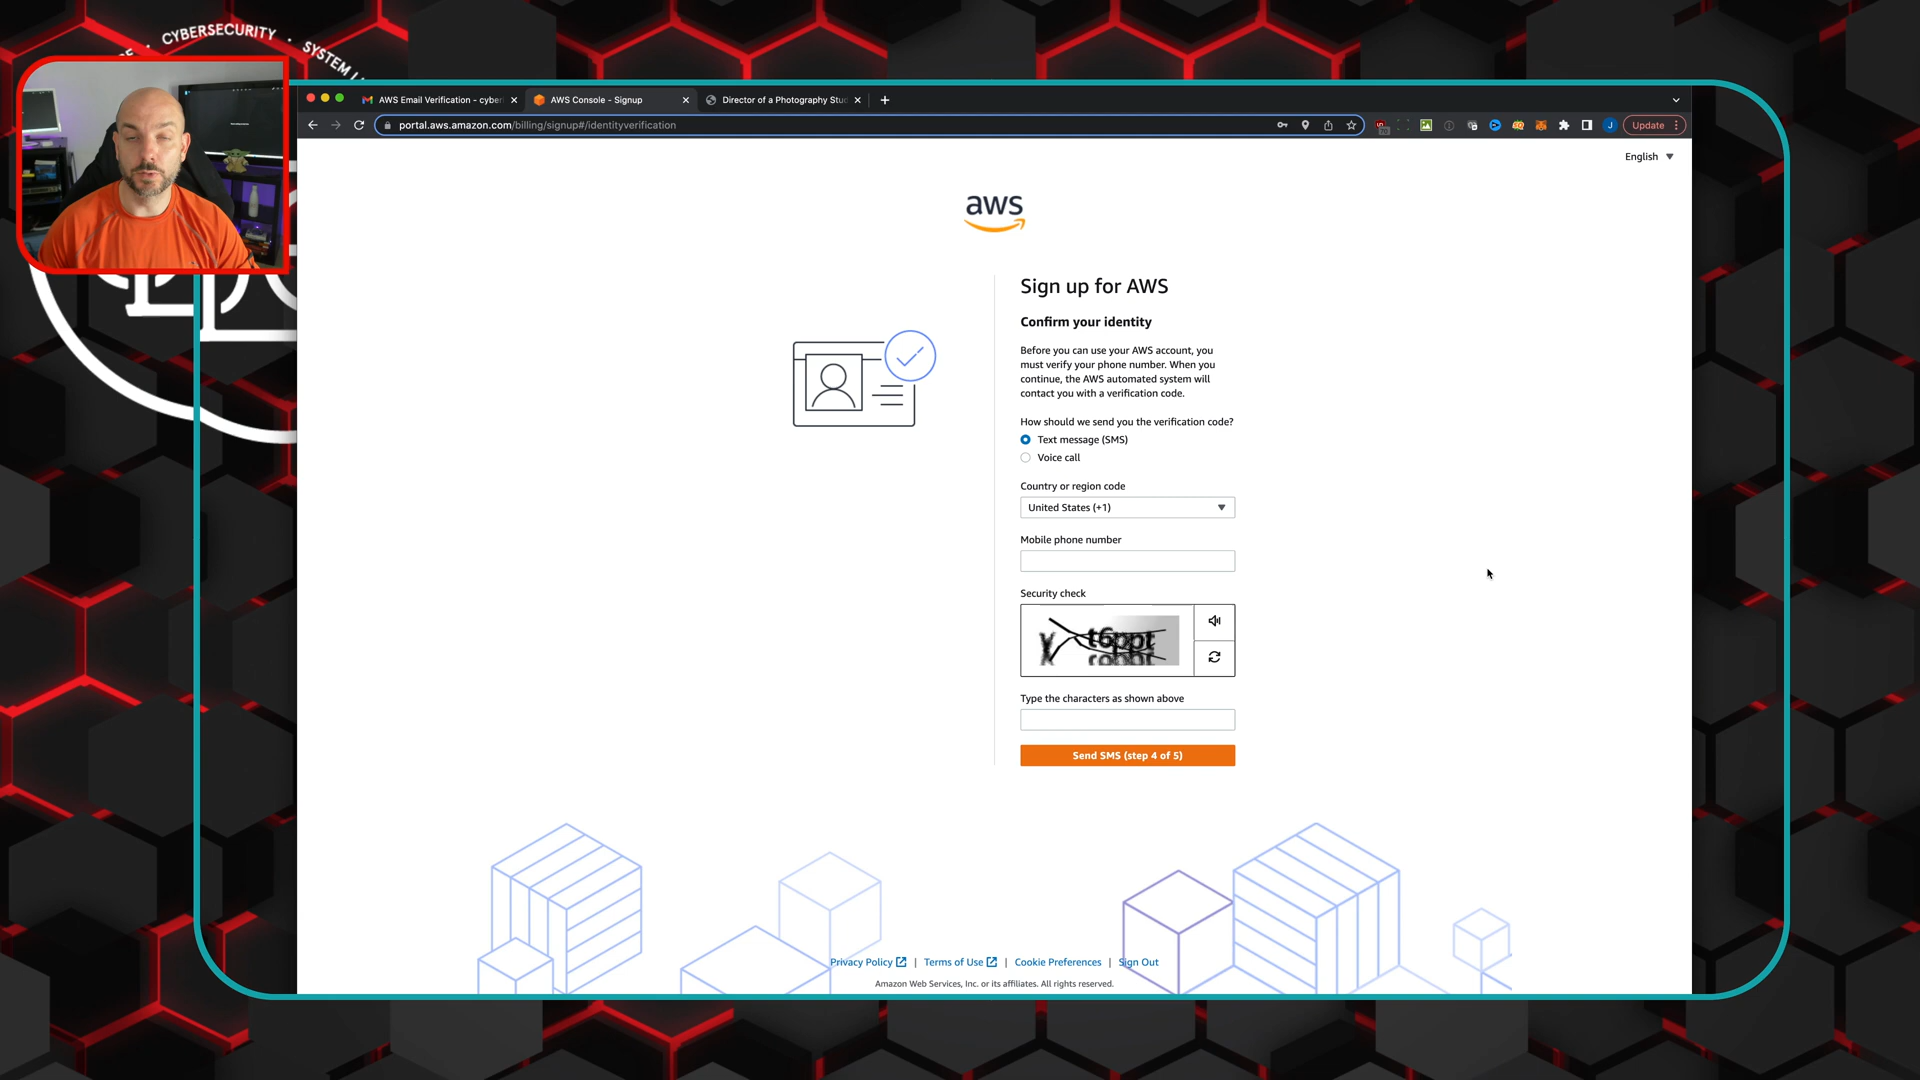 CYBERSECURITY · SYSTEM
AWS Email Verification - cyber
AWS Console - Signup
Director of a Photography Stud
portal.aws.amazon.com/billing/signup#/identityverification
J
Update
English
aws
Sign up for AWS
Confirm your identity
Before you can use your AWS account, you
must verify your phone number. When you
continue, the AWS automated system will
contact you with a verification code.
How should we send you the verification code?
Text message (SMS)
Voice call
Country or region code
United States (+1)
Mobile phone number
Security check
Type the characters as shown above
Send SMS (step 4 of 5)
Privacy Policy | Terms of Use | Cookie Preferences | Sign Out
Amazon Web Services, Inc. or its affiliates. All rights reserved.